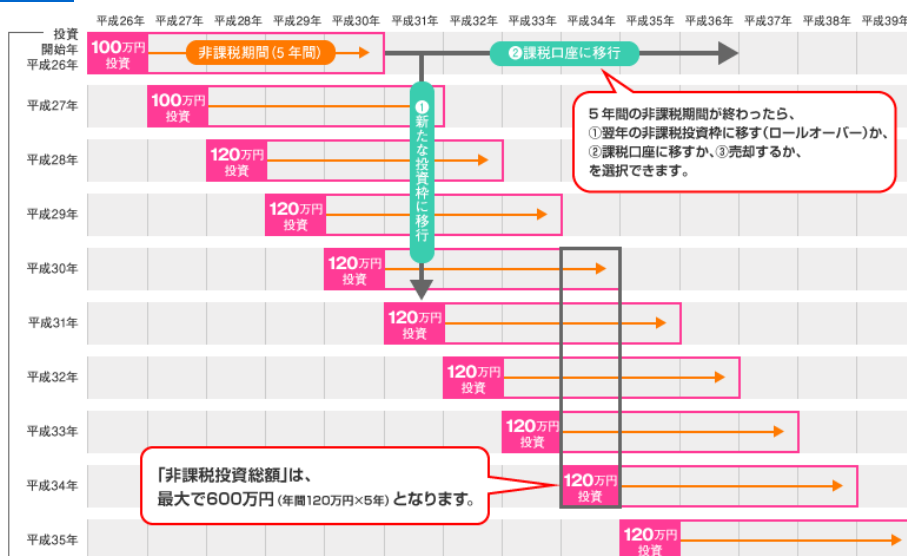 平成26年 平成27年 平成28年 平成29年 平成30年 平成31年 平成32年 平成33年 平成34年 平成35年 平成36年 平成37年 平成38年 平成39年
投資
開始年
平成26年
100万円
投資
非課税期間(5年間)
❷課税口座に移行
平成27年
100万円
投資
❶新たな投資枠に移行
5年間の非課税期間が終わったら、
①翌年の非課税投資枠に移す(ロールオーバー)か、
②課税口座に移すか、③売却するか、
を選択できます。
平成28年
120万円
投資
平成29年
120万円
投資
平成30年
120万円
投資
平成31年
120万円
投資
平成32年
120万円
投資
平成33年
120万円
投資
「非課税投資総額」は、
最大で600万円(年間120万円×5年)となります。
平成34年
120万円
投資
平成35年
120万円
投資